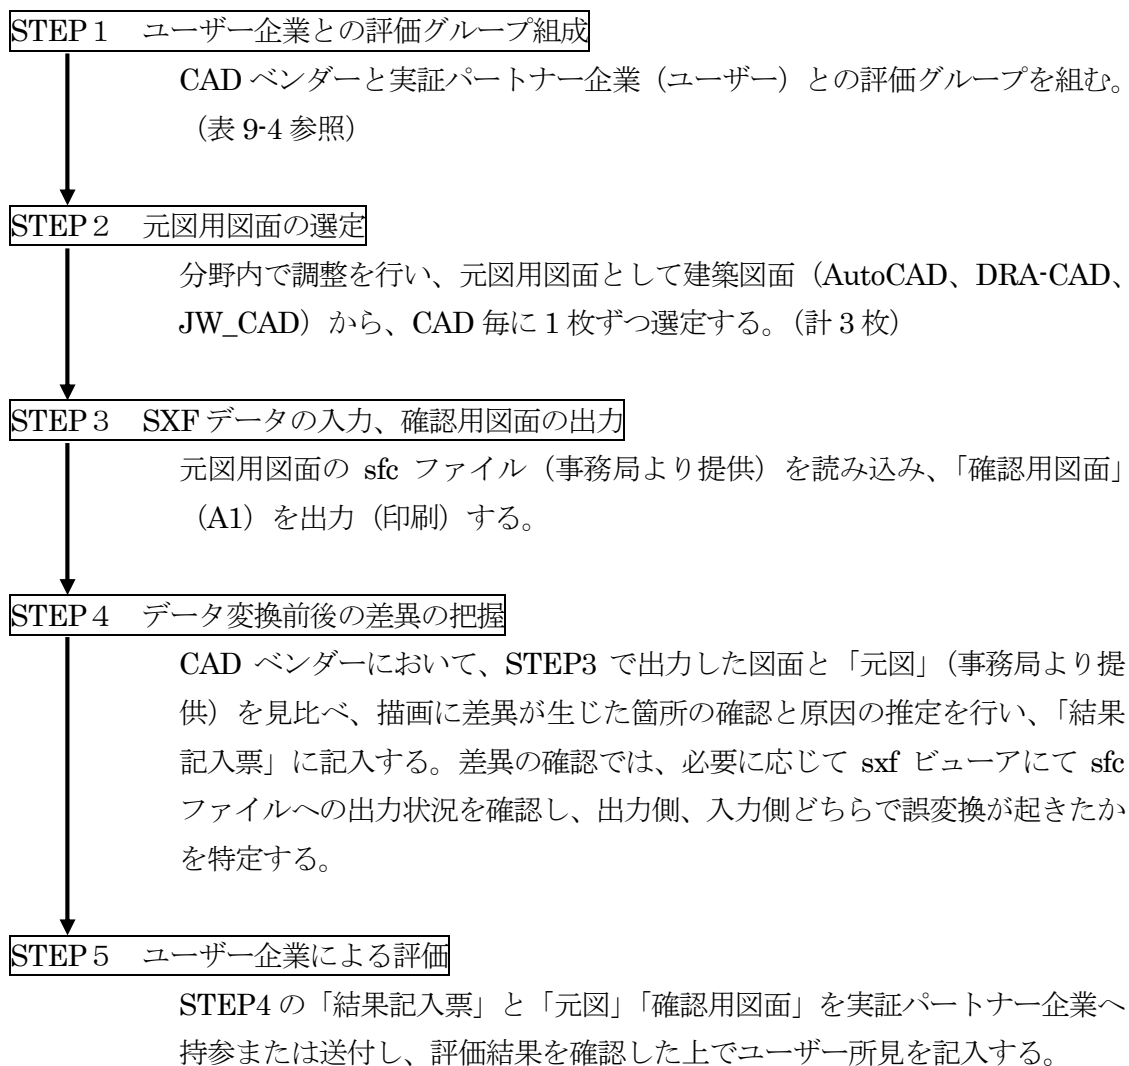 STEP１　ユーザー企業との評価グループ組成
CAD ベンダーと実証パートナー企業（ユーザー）との評価グループを組む。
（表 9-4 参照）
STEP２　元図用図面の選定
分野内で調整を行い、元図用図面として建築図面（AutoCAD、DRA-CAD、
JW_CAD）から、CAD 毎に 1 枚ずつ選定する。（計 3 枚）
STEP３　SXF データの入力、確認用図面の出力
元図用図面の sfc ファイル（事務局より提供）を読み込み、「確認用図面」
（A1）を出力（印刷）する。
STEP４　データ変換前後の差異の把握
CAD ベンダーにおいて、STEP3 で出力した図面と「元図」（事務局より提
供）を見比べ、描画に差異が生じた箇所の確認と原因の推定を行い、「結果
記入票」に記入する。差異の確認では、必要に応じて sxf ビューアにて sfc
ファイルへの出力状況を確認し、出力側、入力側どちらで誤変換が起きたか
を特定する。
STEP５　ユーザー企業による評価
STEP4 の「結果記入票」と「元図」「確認用図面」を実証パートナー企業へ
持参または送付し、評価結果を確認した上でユーザー所見を記入する。